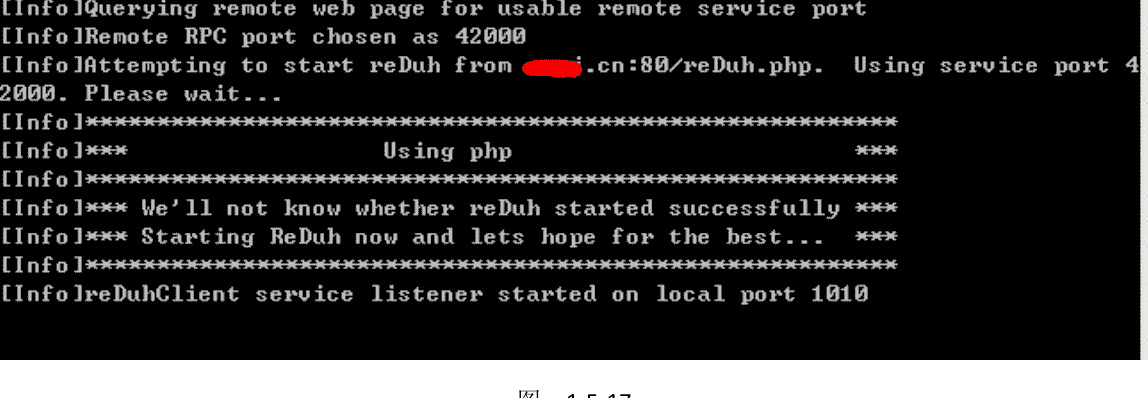 [Info]Querying remote web page for usable remote service port
[Info]Remote RPC port chosen as 42000
[Info]Attempting to start reDuh from .cn:80/reDuh.php.  Using service port 4
2000. Please wait...
[Info]*********************************************************
[Info]***                  Using php                        ***
[Info]*********************************************************
[Info]*** We'll not know whether reDuh started successfully ***
[Info]*** Starting ReDuh now and lets hope for the best...  ***
[Info]*********************************************************
[Info]reDuhClient service listener started on local port 1010
图 1-5-17